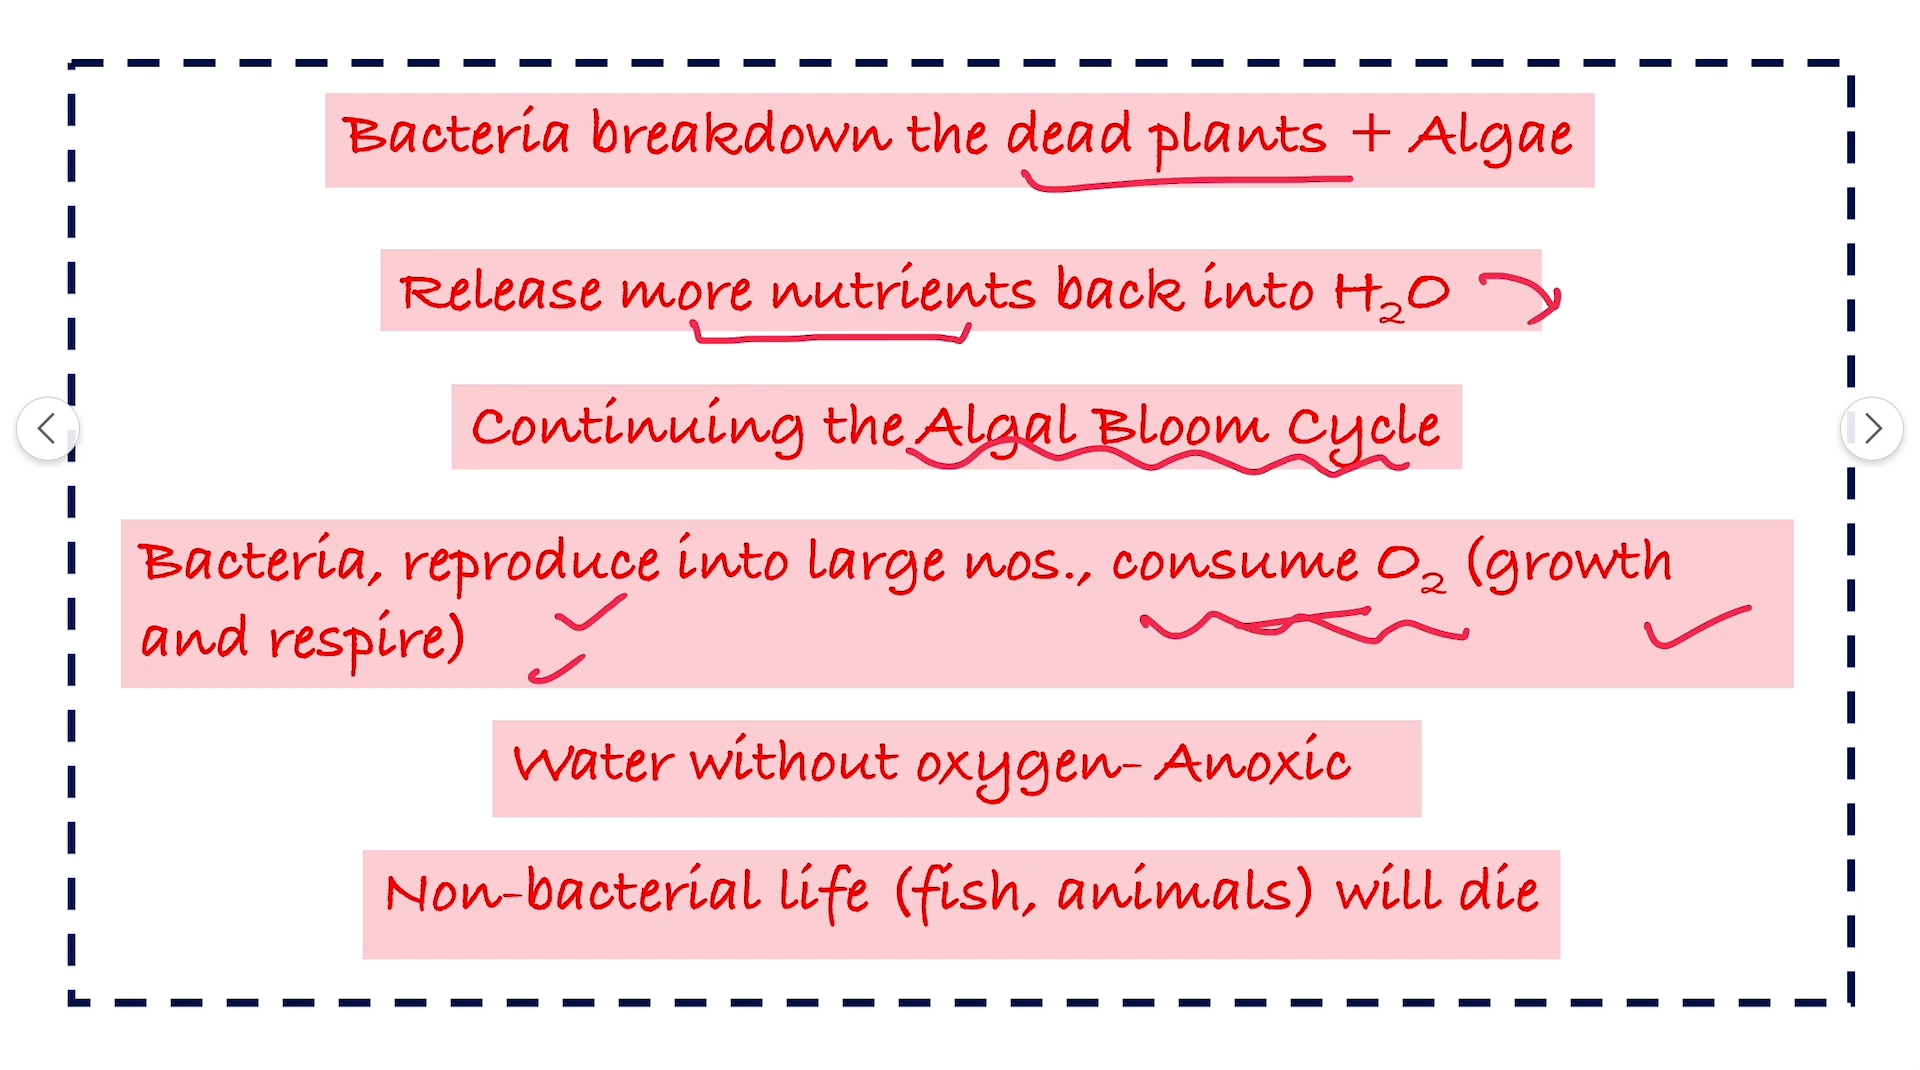 Bacteria breakdown the dead plants + Algae
Release more nutrients back into H₂O
Continuing the Algal Bloom Cycle
Bacteria, reproduce into large nos., consume O₂ (growth
and respire)
Water without oxygen- Anoxic
Non-bacterial life (fish, animals) will die